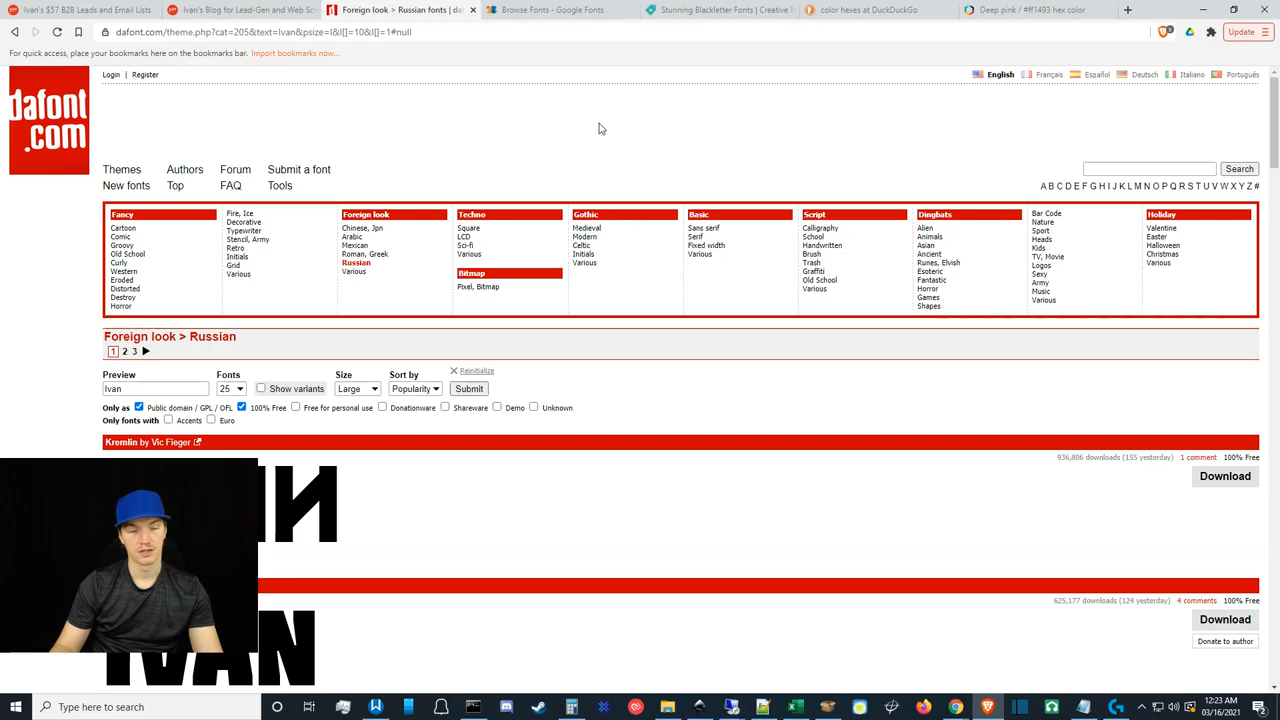 Ivan's $57 B2B Leads and Email Lists
Ivan's Blog for Lead-Gen and Web Scr
Foreign look > Russian fonts | daf
Browse Fonts - Google Fonts
Stunning Blackletter Fonts | Creative M
color hexes at DuckDuckGo
Deep pink / #ff1493 hex color
dafont.com/theme.php?cat=205&text=Ivan&psize=l&l[]=10&l[]=1#null
Update
For quick access, place your bookmarks here on the bookmarks bar. Import bookmarks now...
dafont
.com
Login | Register
English
Français
Español
Deutsch
Italiano
Português
Themes Authors Forum Submit a font
New fonts Top FAQ Tools
Search
A B C D E F G H I J K L M N O P Q R S T U V W X Y Z #
Fancy
Cartoon
Comic
Groovy
Old School
Curly
Western
Eroded
Distorted
Destroy
Horror
Fire, Ice
Decorative
Typewriter
Stencil, Army
Retro
Initials
Grid
Various
Foreign look
Chinese, Jpn
Arabic
Mexican
Roman, Greek
Russian
Various
Techno
Square
LCD
Sci-fi
Various
Bitmap
Pixel, Bitmap
Gothic
Medieval
Modern
Celtic
Initials
Various
Basic
Sans serif
Serif
Fixed width
Various
Script
Calligraphy
School
Handwritten
Brush
Trash
Graffiti
Old School
Various
Dingbats
Alien
Animals
Asian
Ancient
Runes, Elvish
Esoteric
Fantastic
Horror
Games
Shapes
Bar Code
Nature
Sport
Heads
Kids
TV, Movie
Logos
Sexy
Army
Music
Various
Holiday
Valentine
Easter
Halloween
Christmas
Various
Foreign look > Russian
1 2 3
Preview Fonts Size Sort by Reinitialize
Ivan 25 Show variants Large Popularity Submit
Only as Public domain / GPL / OFL 100% Free Free for personal use Donationware Shareware Demo Unknown
Only fonts with Accents Euro
Kremlin by Vic Fieger
936,806 downloads (155 yesterday) 1 comment 100% Free
Download
625,177 downloads (124 yesterday) 4 comments 100% Free
Download
Donate to author
IVAN
Type here to search
12:23 AM
03/16/2021